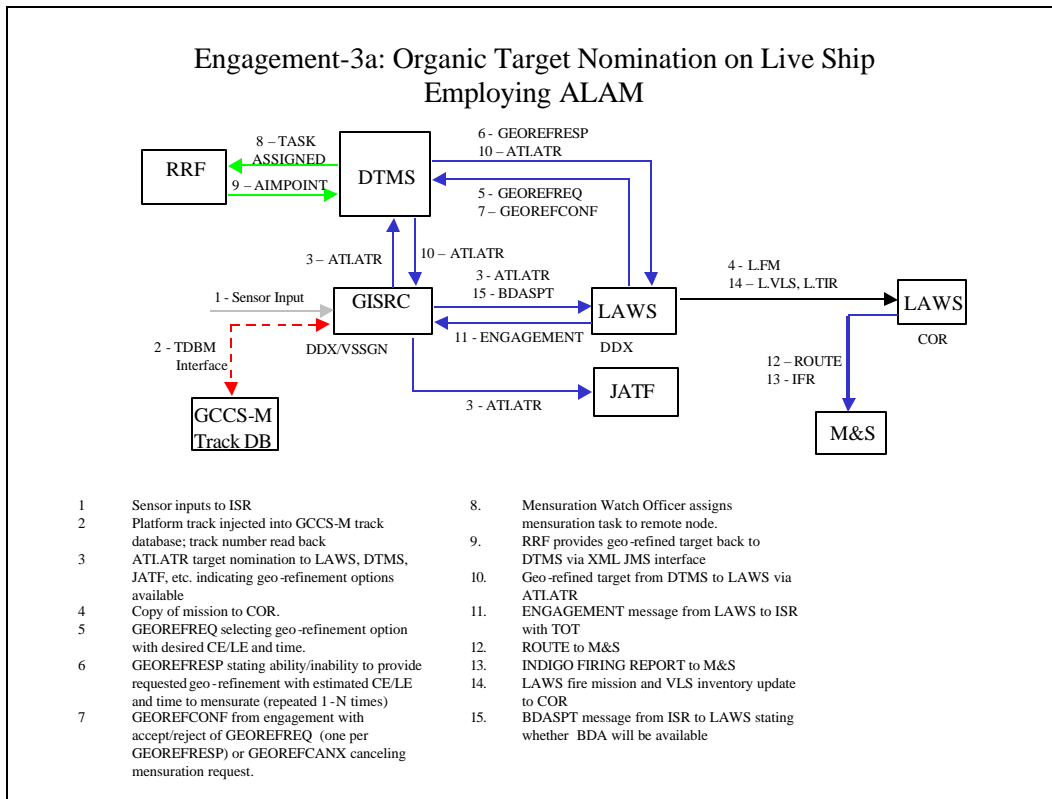 Engagement-3a: Organic Target Nomination on Live Ship
Employing ALAM
8 – TASK
ASSIGNED
6 - GEOREFRESP
10 – ATI.ATR
RRF
DTMS
9 – AIMPOINT
5 - GEOREFREQ
7 – GEOREFCONF
3 – ATI.ATR
10 – ATI.ATR
3 - ATI.ATR
15 - BDASPT
4 - L.FM
14 – L.VLS, L.TIR
1 - Sensor Input
GISRC
LAWS
LAWS
11 - ENGAGEMENT
DDX/VSSGN
DDX
COR
2 - TDBM
Interface
12 – ROUTE
13 - IFR
3 - ATI.ATR
JATF
GCCS-M
Track DB
M&S
1 Sensor inputs to ISR
2 Platform track injected into GCCS-M track
database; track number read back
3 ATI.ATR target nomination to LAWS, DTMS,
JATF, etc. indicating geo-refinement options
available
4 Copy of mission to COR.
5 GEOREFREQ selecting geo-refinement option
with desired CE/LE and time.
6 GEOREFRESP stating ability/inability to provide
requested geo-refinement with estimated CE/LE
and time to mensurate (repeated 1-N times)
7 GEOREFCONF from engagement with
accept/reject of GEOREFREQ (one per
GEOREFRESP) or GEOREFCANX canceling
mensuration request.
8. Mensuration Watch Officer assigns
mensuration task to remote node.
9. RRF provides geo-refined target back to
DTMS via XML JMS interface
10. Geo-refined target from DTMS to LAWS via
ATI.ATR
11. ENGAGEMENT message from LAWS to ISR
with TOT
12. ROUTE to M&S
13. INDIGO FIRING REPORT to M&S
14. LAWS fire mission and VLS inventory update
to COR
15. BDASPT message from ISR to LAWS stating
whether BDA will be available